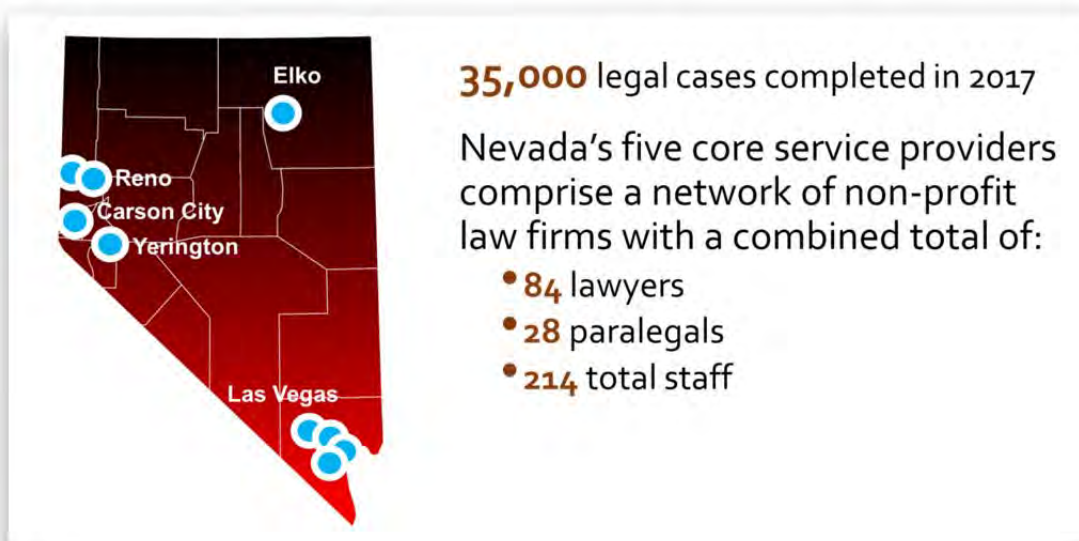 Elko
Reno
Carson City
Yerington
Las Vegas
35,000 legal cases completed in 2017
Nevada's five core service providers
comprise a network of non-profit
law firms with a combined total of:
•84 lawyers
•28 paralegals
•214 total staff